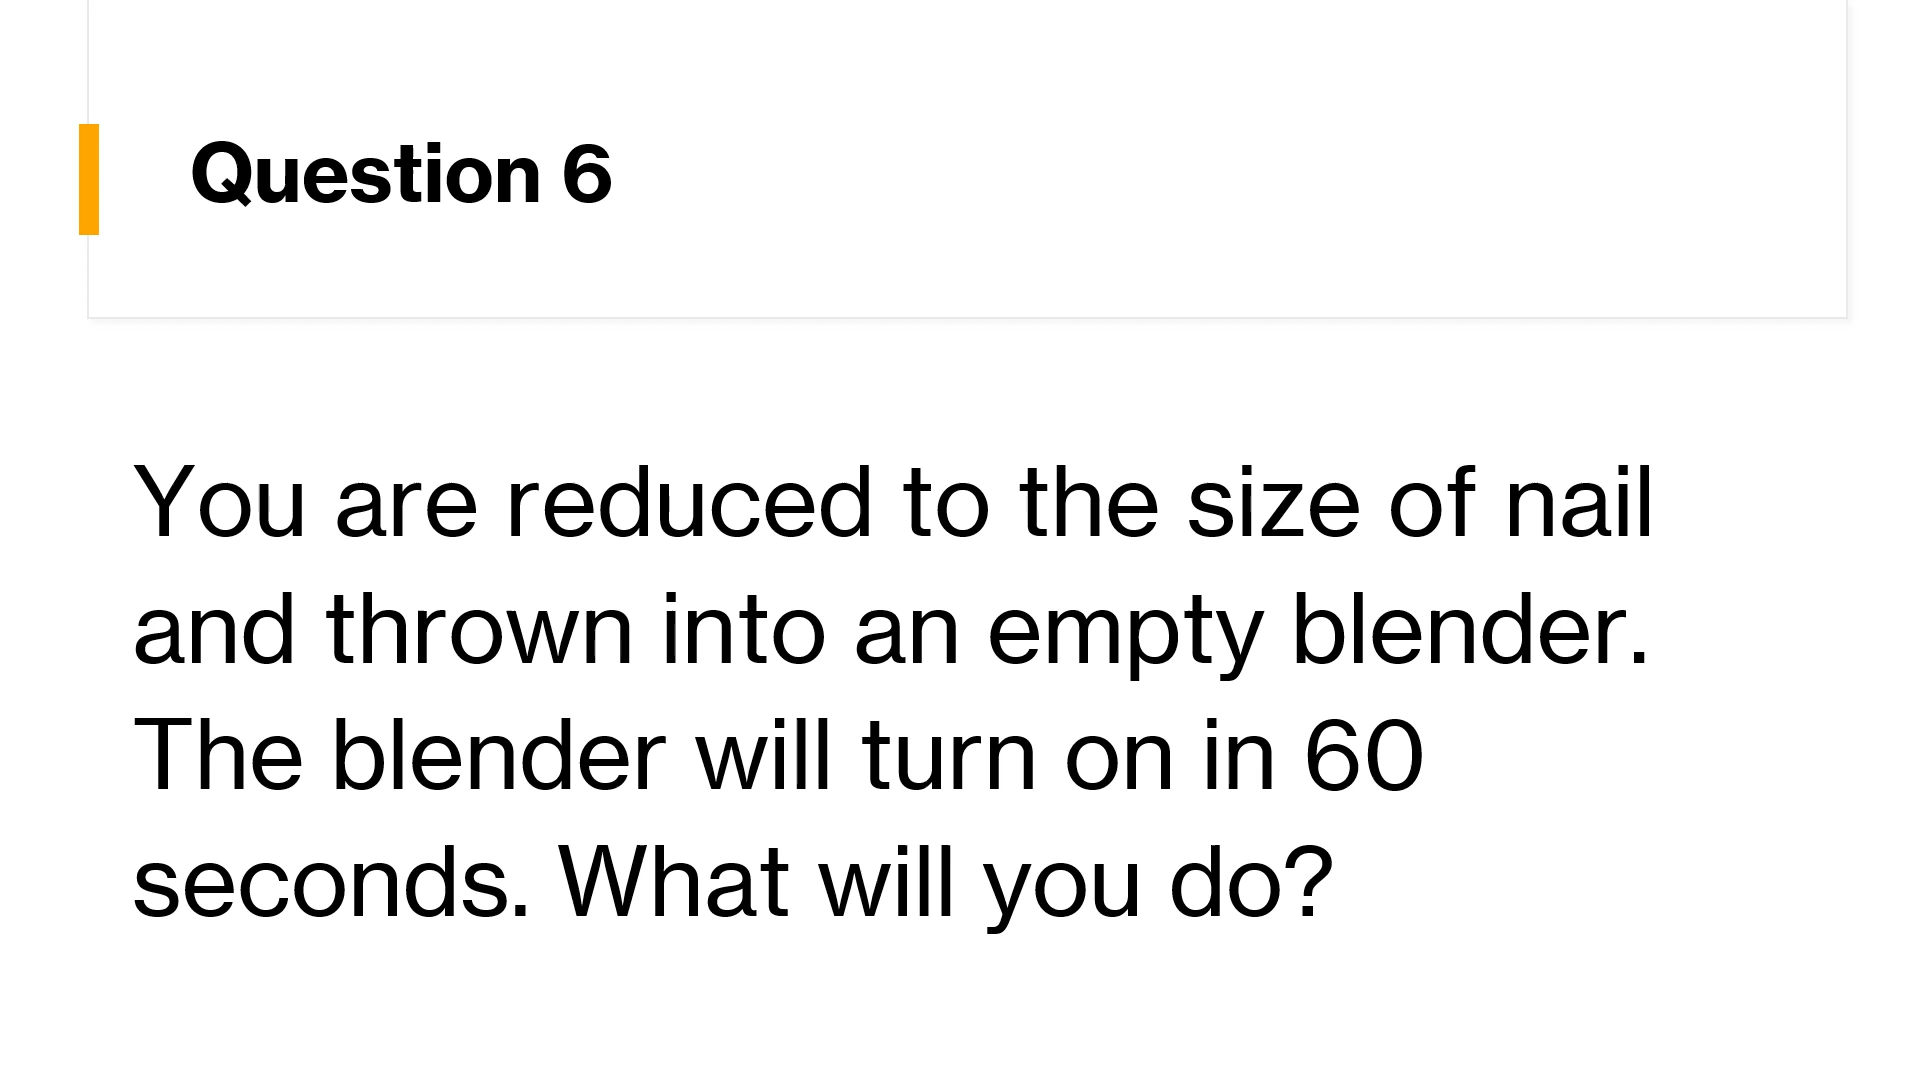 Question 6
You are reduced to the size of nail
and thrown into an empty blender.
The blender will turn on in 60
seconds. What will you do?